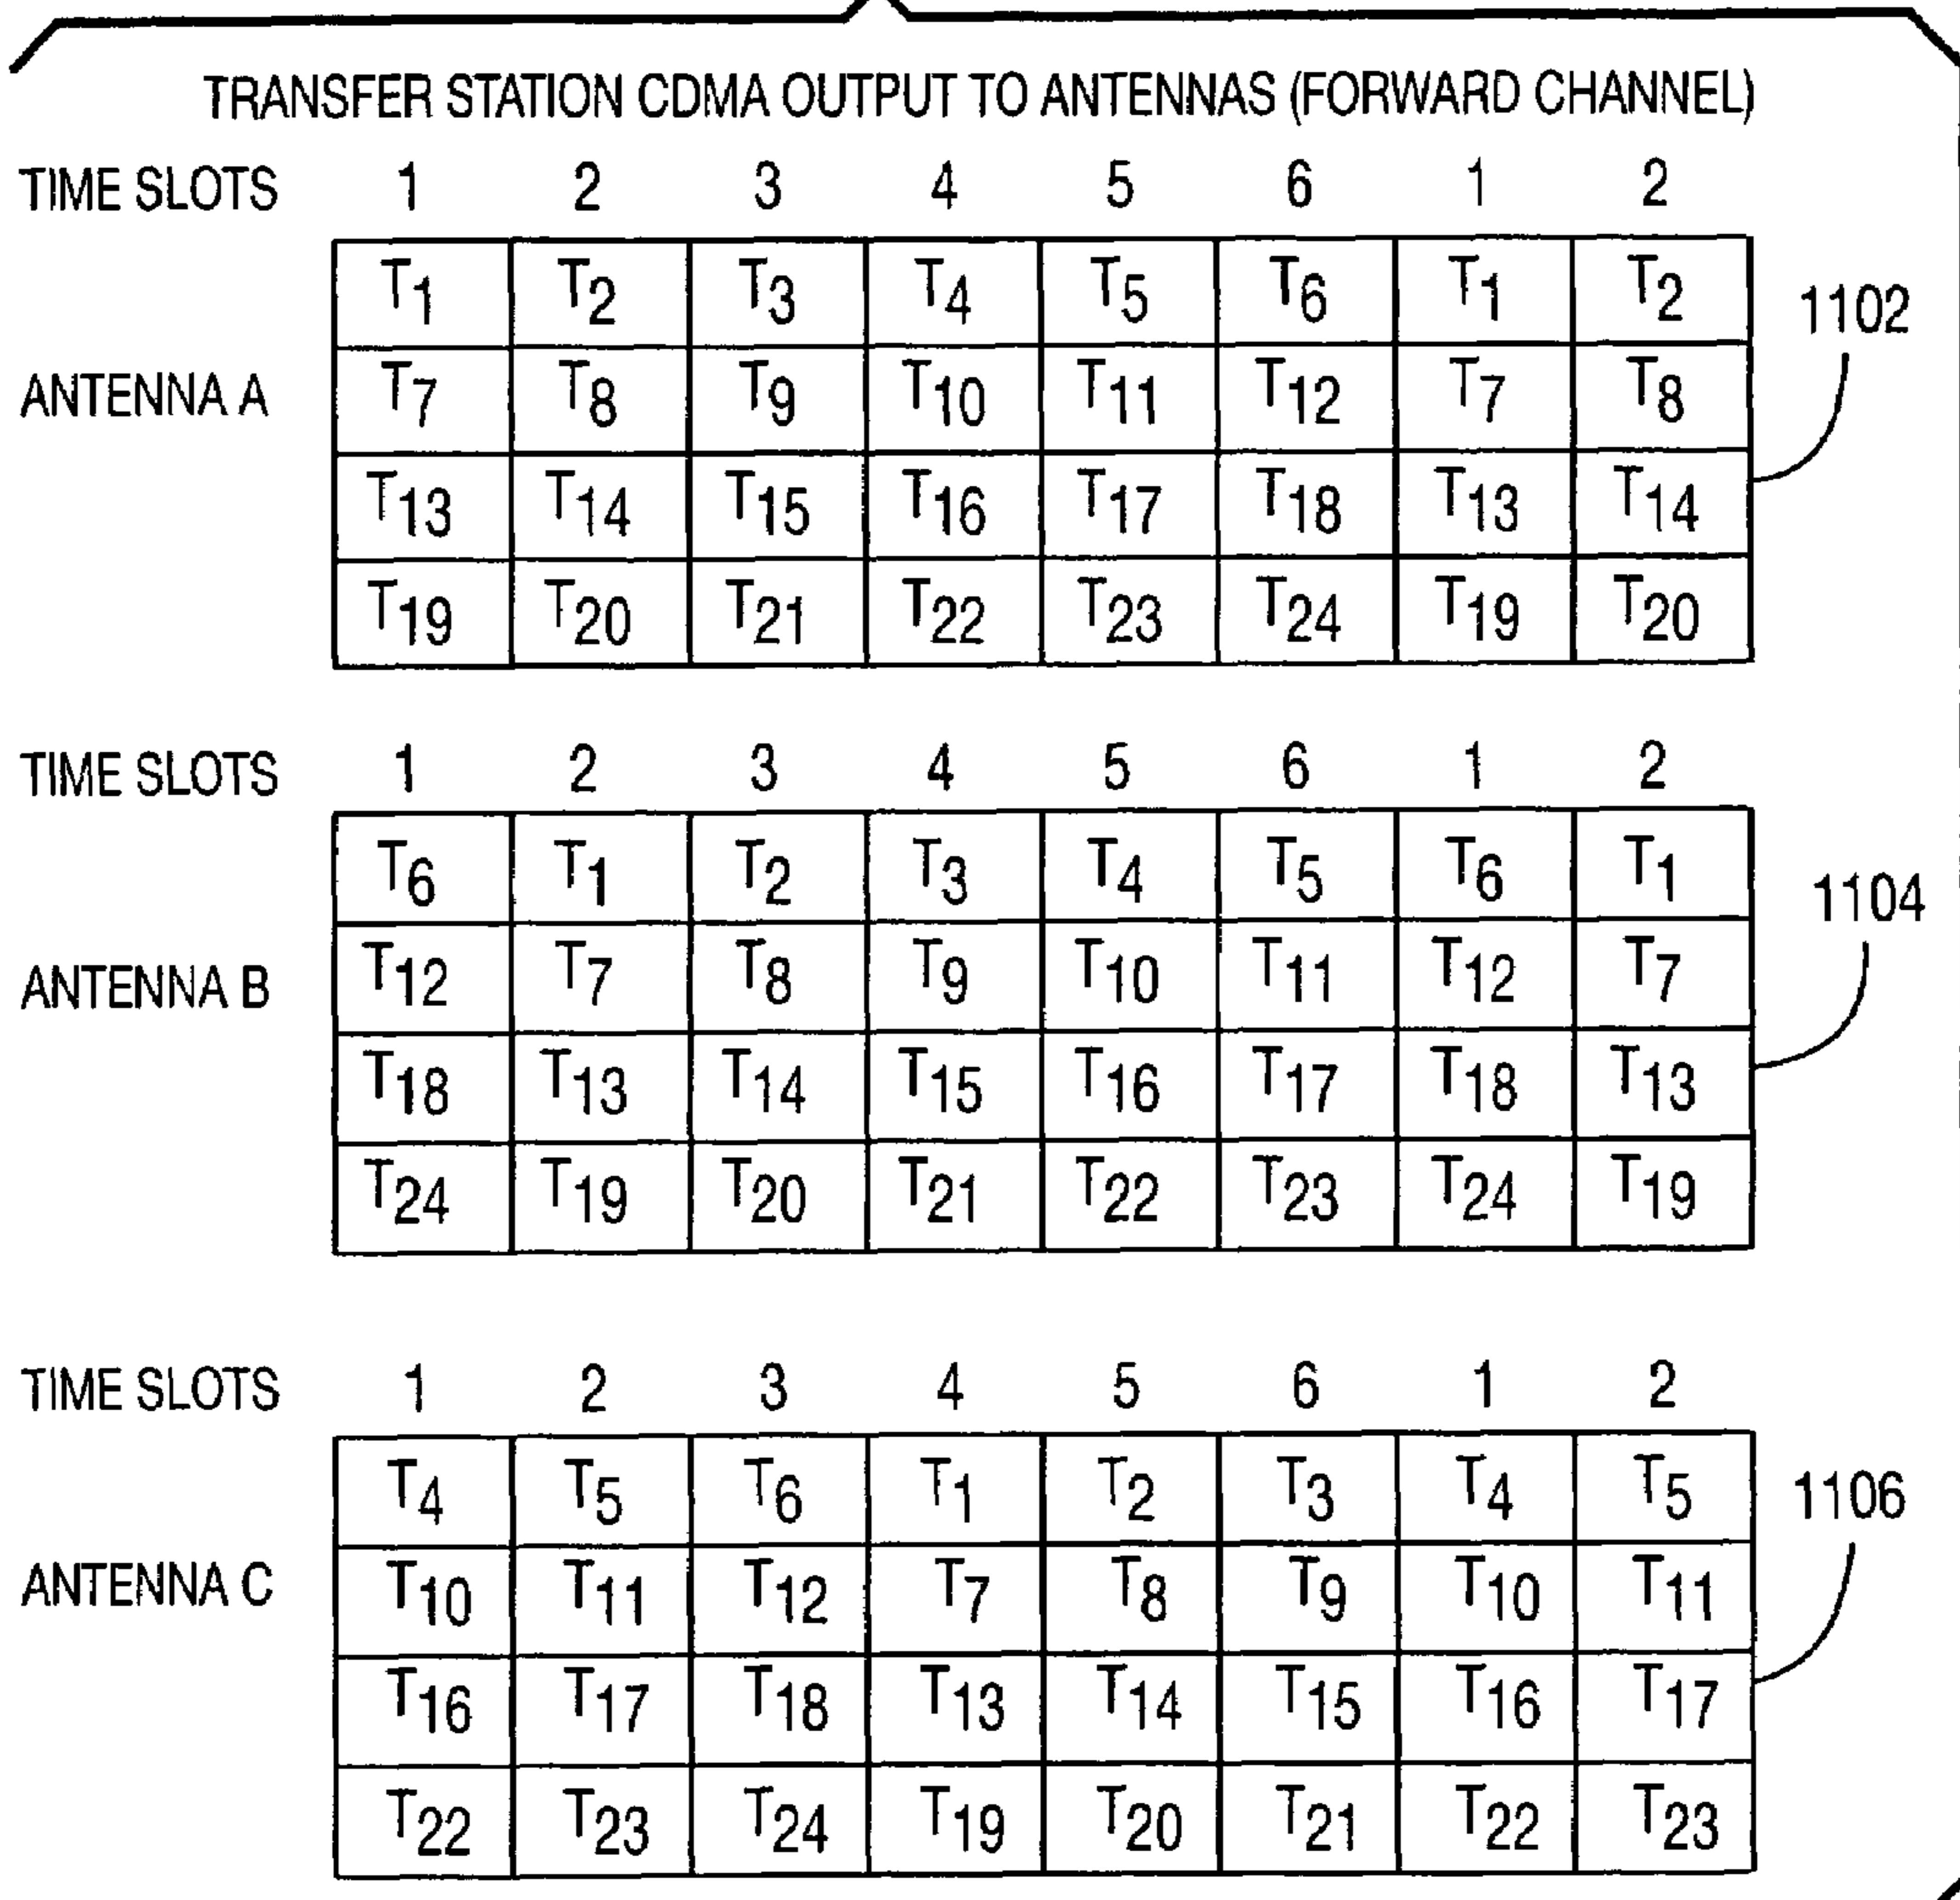 TRANSFER STATION CDMA OUTPUT TO ANTENNAS (FORWARD CHANNEL)
TIME SLOTS 1 2 3 4 5 6 1 2
T1 T2 T3 T4 T5 T6 T1 T2
1102
ANTENNA A T7 T8 T9 T10 T11 T12 T7 T8
T13 T14 T15 T16 T17 T18 T13 T14
T19 T20 T21 T22 T23 T24 T19 T20
TIME SLOTS 1 2 3 4 5 6 1 2
T6 T1 T2 T3 T4 T5 T6 T1
1104
ANTENNA B T12 T7 T8 T9 T10 T11 T12 T7
T18 T13 T14 T15 T16 T17 T18 T13
T24 T19 T20 T21 T22 T23 T24 T19
TIME SLOTS 1 2 3 4 5 6 1 2
T4 T5 T6 T1 T2 T3 T4 T5
1106
ANTENNA C T10 T11 T12 T7 T8 T9 T10 T11
T16 T17 T18 T13 T14 T15 T16 T17
T22 T23 T24 T19 T20 T21 T22 T23